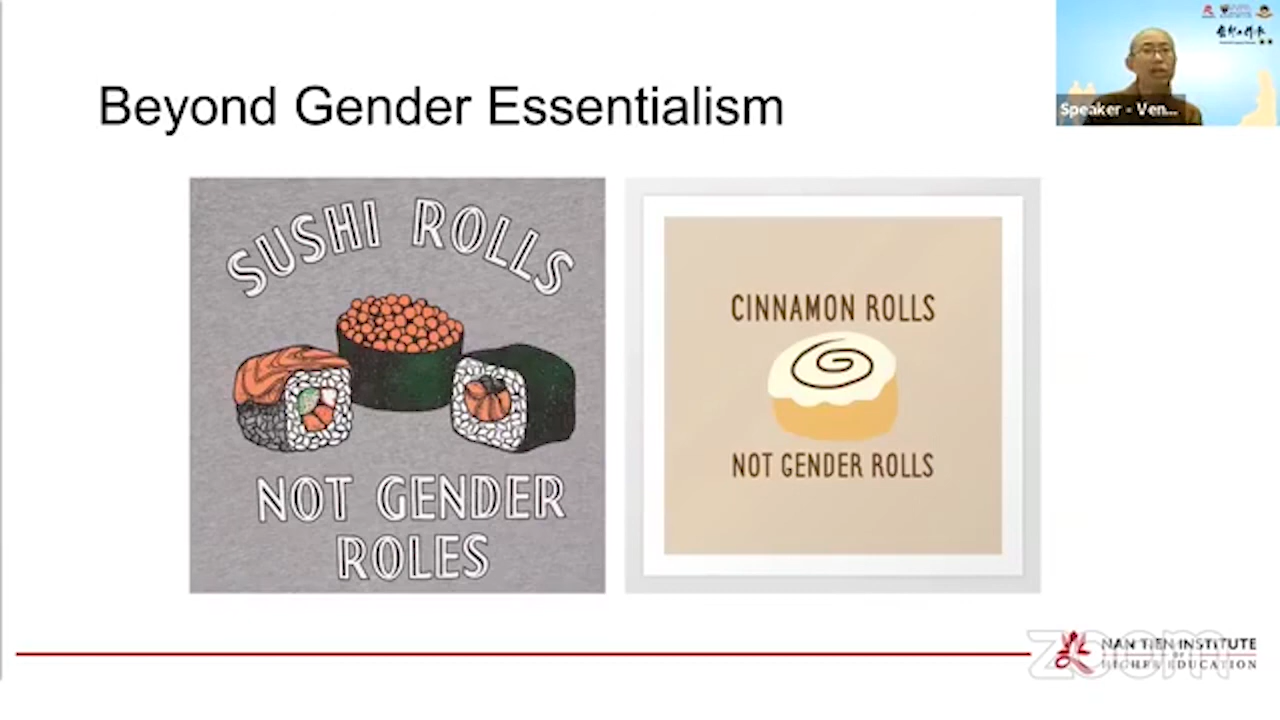 Beyond Gender Essentialism
Speaker - Ven...
SUSHI ROLLS
NOT GENDER
ROLES
CINNAMON ROLLS
NOT GENDER ROLLS
zoom
NAN TIEN INSTITUTE
OF
HIGHER EDUCATION